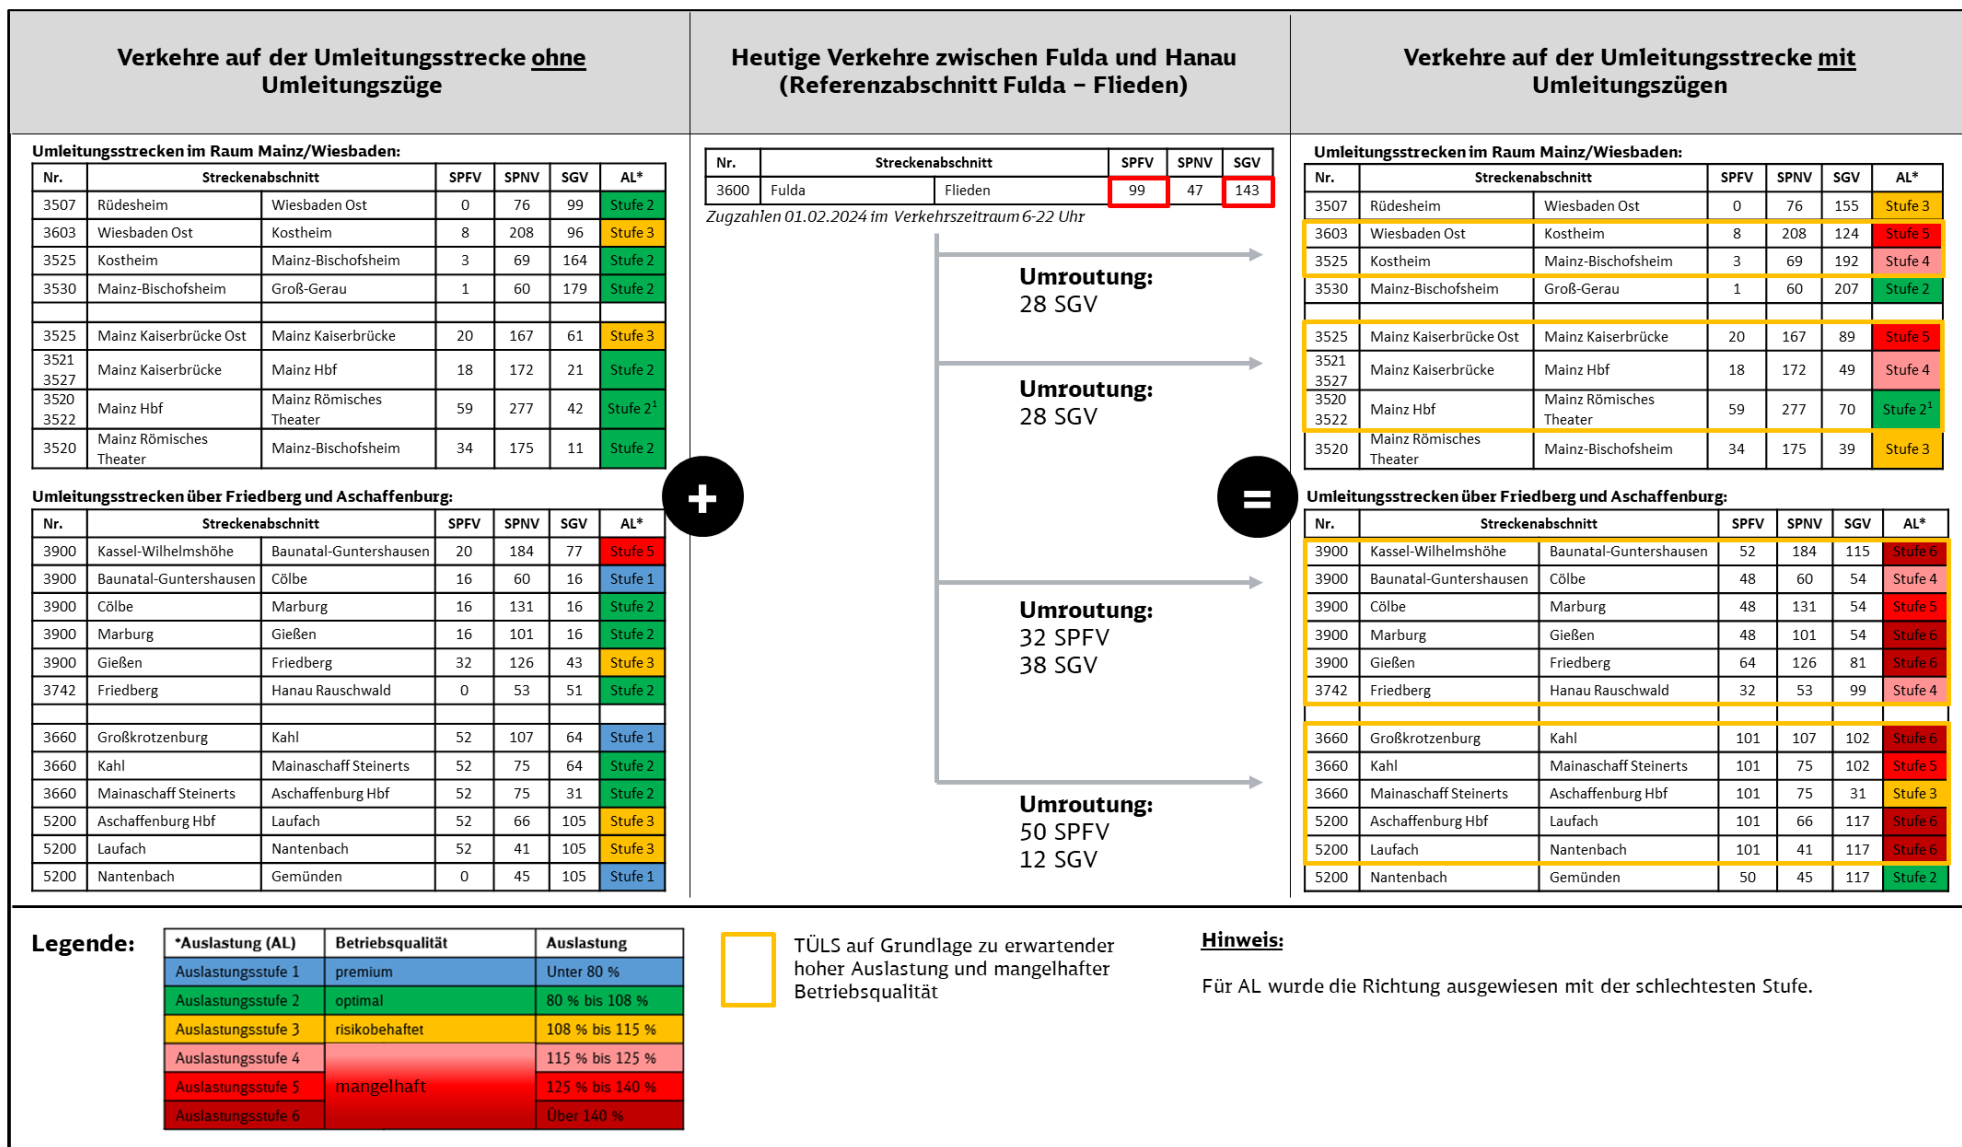 Verkehre auf der Umleitungsstrecke ohne
Umleitungszüge
Heutige Verkehre zwischen Fulda und Hanau
(Referenzabschnitt Fulda – Flieden)
Verkehre auf der Umleitungsstrecke mit
Umleitungszügen
Umleitungsstrecken im Raum Mainz/Wiesbaden:
Nr. Streckenabschnitt SPFV SPNV SGV AL*
3507 Rüdesheim Wiesbaden Ost 0 76 99 Stufe 2
3603 Wiesbaden Ost Kostheim 8 208 96 Stufe 3
3525 Kostheim Mainz-Bischofsheim 3 69 164 Stufe 2
3530 Mainz-Bischofsheim Groß-Gerau 1 60 179 Stufe 2
3525 Mainz Kaiserbrücke Ost Mainz Kaiserbrücke 20 167 61 Stufe 3
3521
3527 Mainz Kaiserbrücke Mainz Hbf 18 172 21 Stufe 2
3520
3522 Mainz Hbf Mainz Römisches
Theater 59 277 42 Stufe 2¹
3520 Mainz Römisches
Theater Mainz-Bischofsheim 34 175 11 Stufe 2
Umleitungsstrecken über Friedberg und Aschaffenburg:
Nr. Streckenabschnitt SPFV SPNV SGV AL*
3900 Kassel-Wilhelmshöhe Baunatal-Guntershausen 20 184 77 Stufe 5
3900 Baunatal-Guntershausen Cölbe 16 60 16 Stufe 1
3900 Cölbe Marburg 16 131 16 Stufe 2
3900 Marburg Gießen 16 101 16 Stufe 2
3900 Gießen Friedberg 32 126 43 Stufe 3
3742 Friedberg Hanau Rauschwald 0 53 51 Stufe 2
3660 Großkrotzenburg Kahl 52 107 64 Stufe 1
3660 Kahl Mainaschaff Steinerts 52 75 64 Stufe 2
3660 Mainaschaff Steinerts Aschaffenburg Hbf 52 75 31 Stufe 2
5200 Aschaffenburg Hbf Laufach 52 66 105 Stufe 3
5200 Laufach Nantenbach 52 41 105 Stufe 3
5200 Nantenbach Gemünden 0 45 105 Stufe 1
+
Nr. Streckenabschnitt SPFV SPNV SGV
3600 Fulda Flieden 99 47 143
Zugzahlen 01.02.2024 im Verkehrszeitraum 6-22 Uhr
Umroutung:
28 SGV
Umroutung:
28 SGV
Umroutung:
32 SPFV
38 SGV
Umroutung:
50 SPFV
12 SGV
=
Umleitungsstrecken im Raum Mainz/Wiesbaden:
Nr. Streckenabschnitt SPFV SPNV SGV AL*
3507 Rüdesheim Wiesbaden Ost 0 76 155 Stufe 3
3603 Wiesbaden Ost Kostheim 8 208 124 Stufe 5
3525 Kostheim Mainz-Bischofsheim 3 69 192 Stufe 4
3530 Mainz-Bischofsheim Groß-Gerau 1 60 207 Stufe 2
3525 Mainz Kaiserbrücke Ost Mainz Kaiserbrücke 20 167 89 Stufe 5
3521
3527 Mainz Kaiserbrücke Mainz Hbf 18 172 49 Stufe 4
3520
3522 Mainz Hbf Mainz Römisches
Theater 59 277 70 Stufe 2¹
3520 Mainz Römisches
Theater Mainz-Bischofsheim 34 175 39 Stufe 3
Umleitungsstrecken über Friedberg und Aschaffenburg:
Nr. Streckenabschnitt SPFV SPNV SGV AL*
3900 Kassel-Wilhelmshöhe Baunatal-Guntershausen 52 184 115 Stufe 6
3900 Baunatal-Guntershausen Cölbe 48 60 54 Stufe 4
3900 Cölbe Marburg 48 131 54 Stufe 5
3900 Marburg Gießen 48 101 54 Stufe 6
3900 Gießen Friedberg 64 126 81 Stufe 6
3742 Friedberg Hanau Rauschwald 32 53 99 Stufe 4
3660 Großkrotzenburg Kahl 101 107 102 Stufe 6
3660 Kahl Mainaschaff Steinerts 101 75 102 Stufe 5
3660 Mainaschaff Steinerts Aschaffenburg Hbf 101 75 31 Stufe 3
5200 Aschaffenburg Hbf Laufach 101 66 117 Stufe 6
5200 Laufach Nantenbach 101 41 117 Stufe 6
5200 Nantenbach Gemünden 50 45 117 Stufe 2
Legende:
*Auslastung (AL) Betriebsqualität Auslastung
Auslastungsstufe 1 premium Unter 80 %
Auslastungsstufe 2 optimal 80 % bis 108 %
Auslastungsstufe 3 risikobehaftet 108 % bis 115 %
Auslastungsstufe 4 115 % bis 125 %
Auslastungsstufe 5 mangelhaft 125 % bis 140 %
Auslastungsstufe 6 Über 140 %
TÜLS auf Grundlage zu erwartender
hoher Auslastung und mangelhafter
Betriebsqualität
Hinweis:
Für AL wurde die Richtung ausgewiesen mit der schlechtesten Stufe.